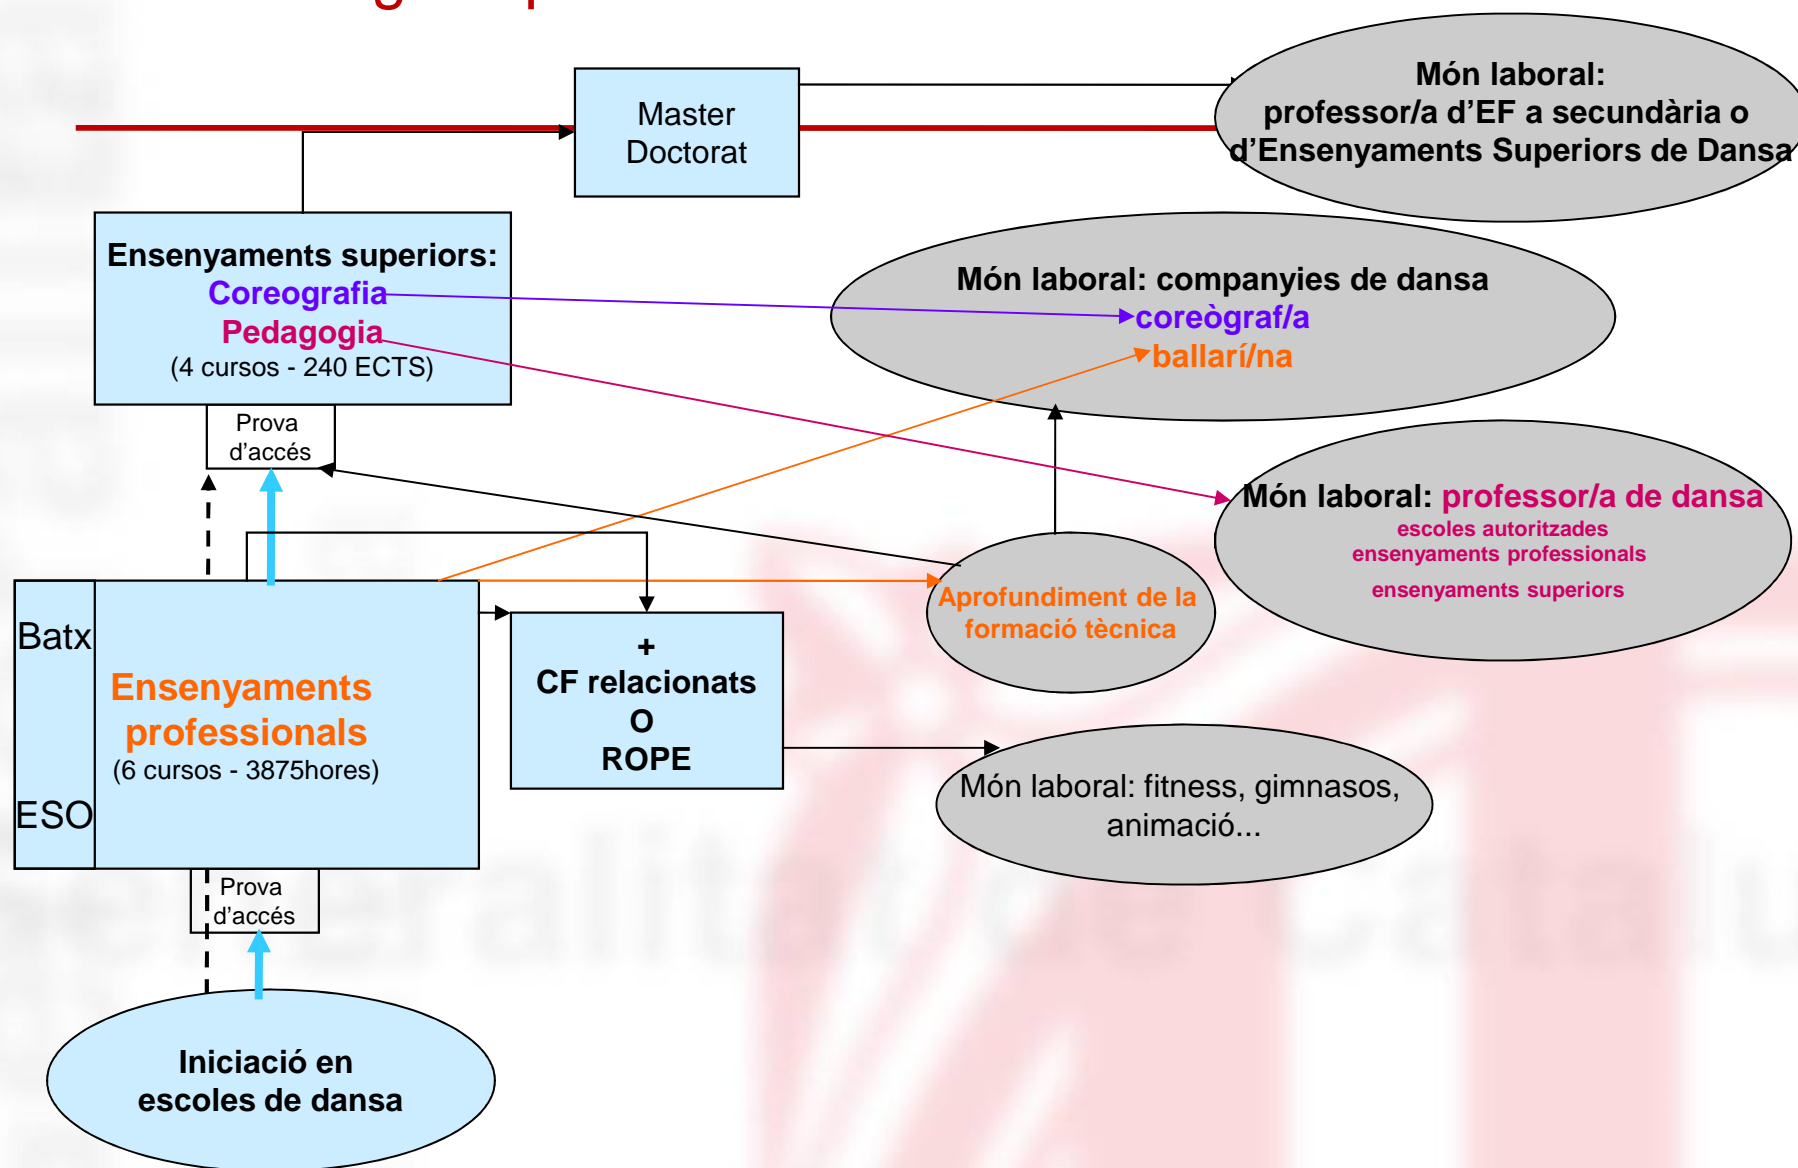 Master
Doctorat
Món laboral:
professor/a d’EF a secundària o
d’Ensenyaments Superiors de Dansa
Ensenyaments superiors:
Coreografia
Pedagogia
(4 cursos - 240 ECTS)
Prova
d’accés
Món laboral: companyies de dansa
coreògraf/a
ballarí/na
Món laboral: professor/a de dansa
escoles autoritzades
ensenyaments professionals
ensenyaments superiors
Aprofundiment de la
formació tècnica
Batx
ESO
Ensenyaments
professionals
(6 cursos - 3875hores)
+
CF relacionats
O
ROPE
Món laboral: fitness, gimnasos,
animació...
Prova
d’accés
Iniciació en
escoles de dansa